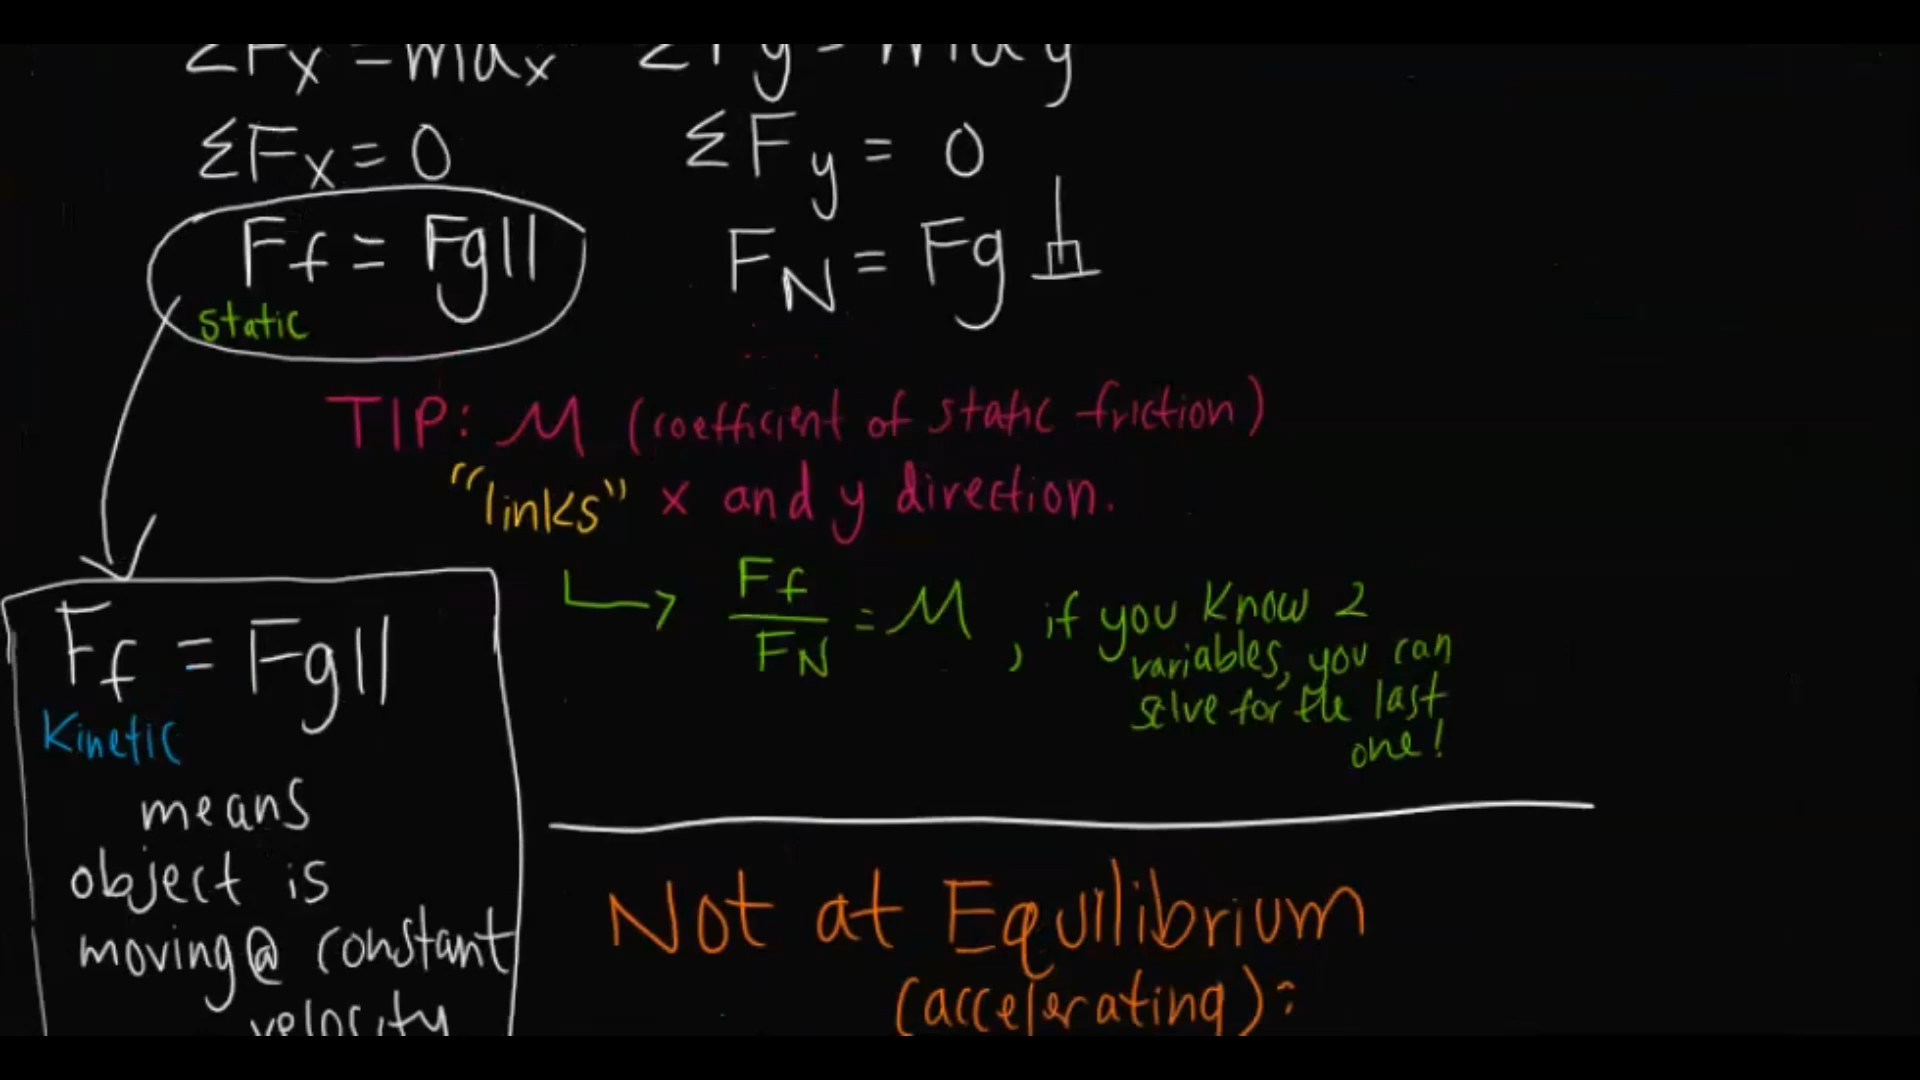 ΣFx = max ΣFy = may
ΣFx = 0 ΣFy = 0
Ff = Fg|| FN = Fg⊥
static
TIP: M (coefficient of static friction)
"links" x and y direction.
Ff/FN = M, if you know 2
variables, you can
solve for the last
one!
Ff = Fg||
Kinetic
means
object is
moving @ constant
velocity
Not at Equilibrium
(accelerating):